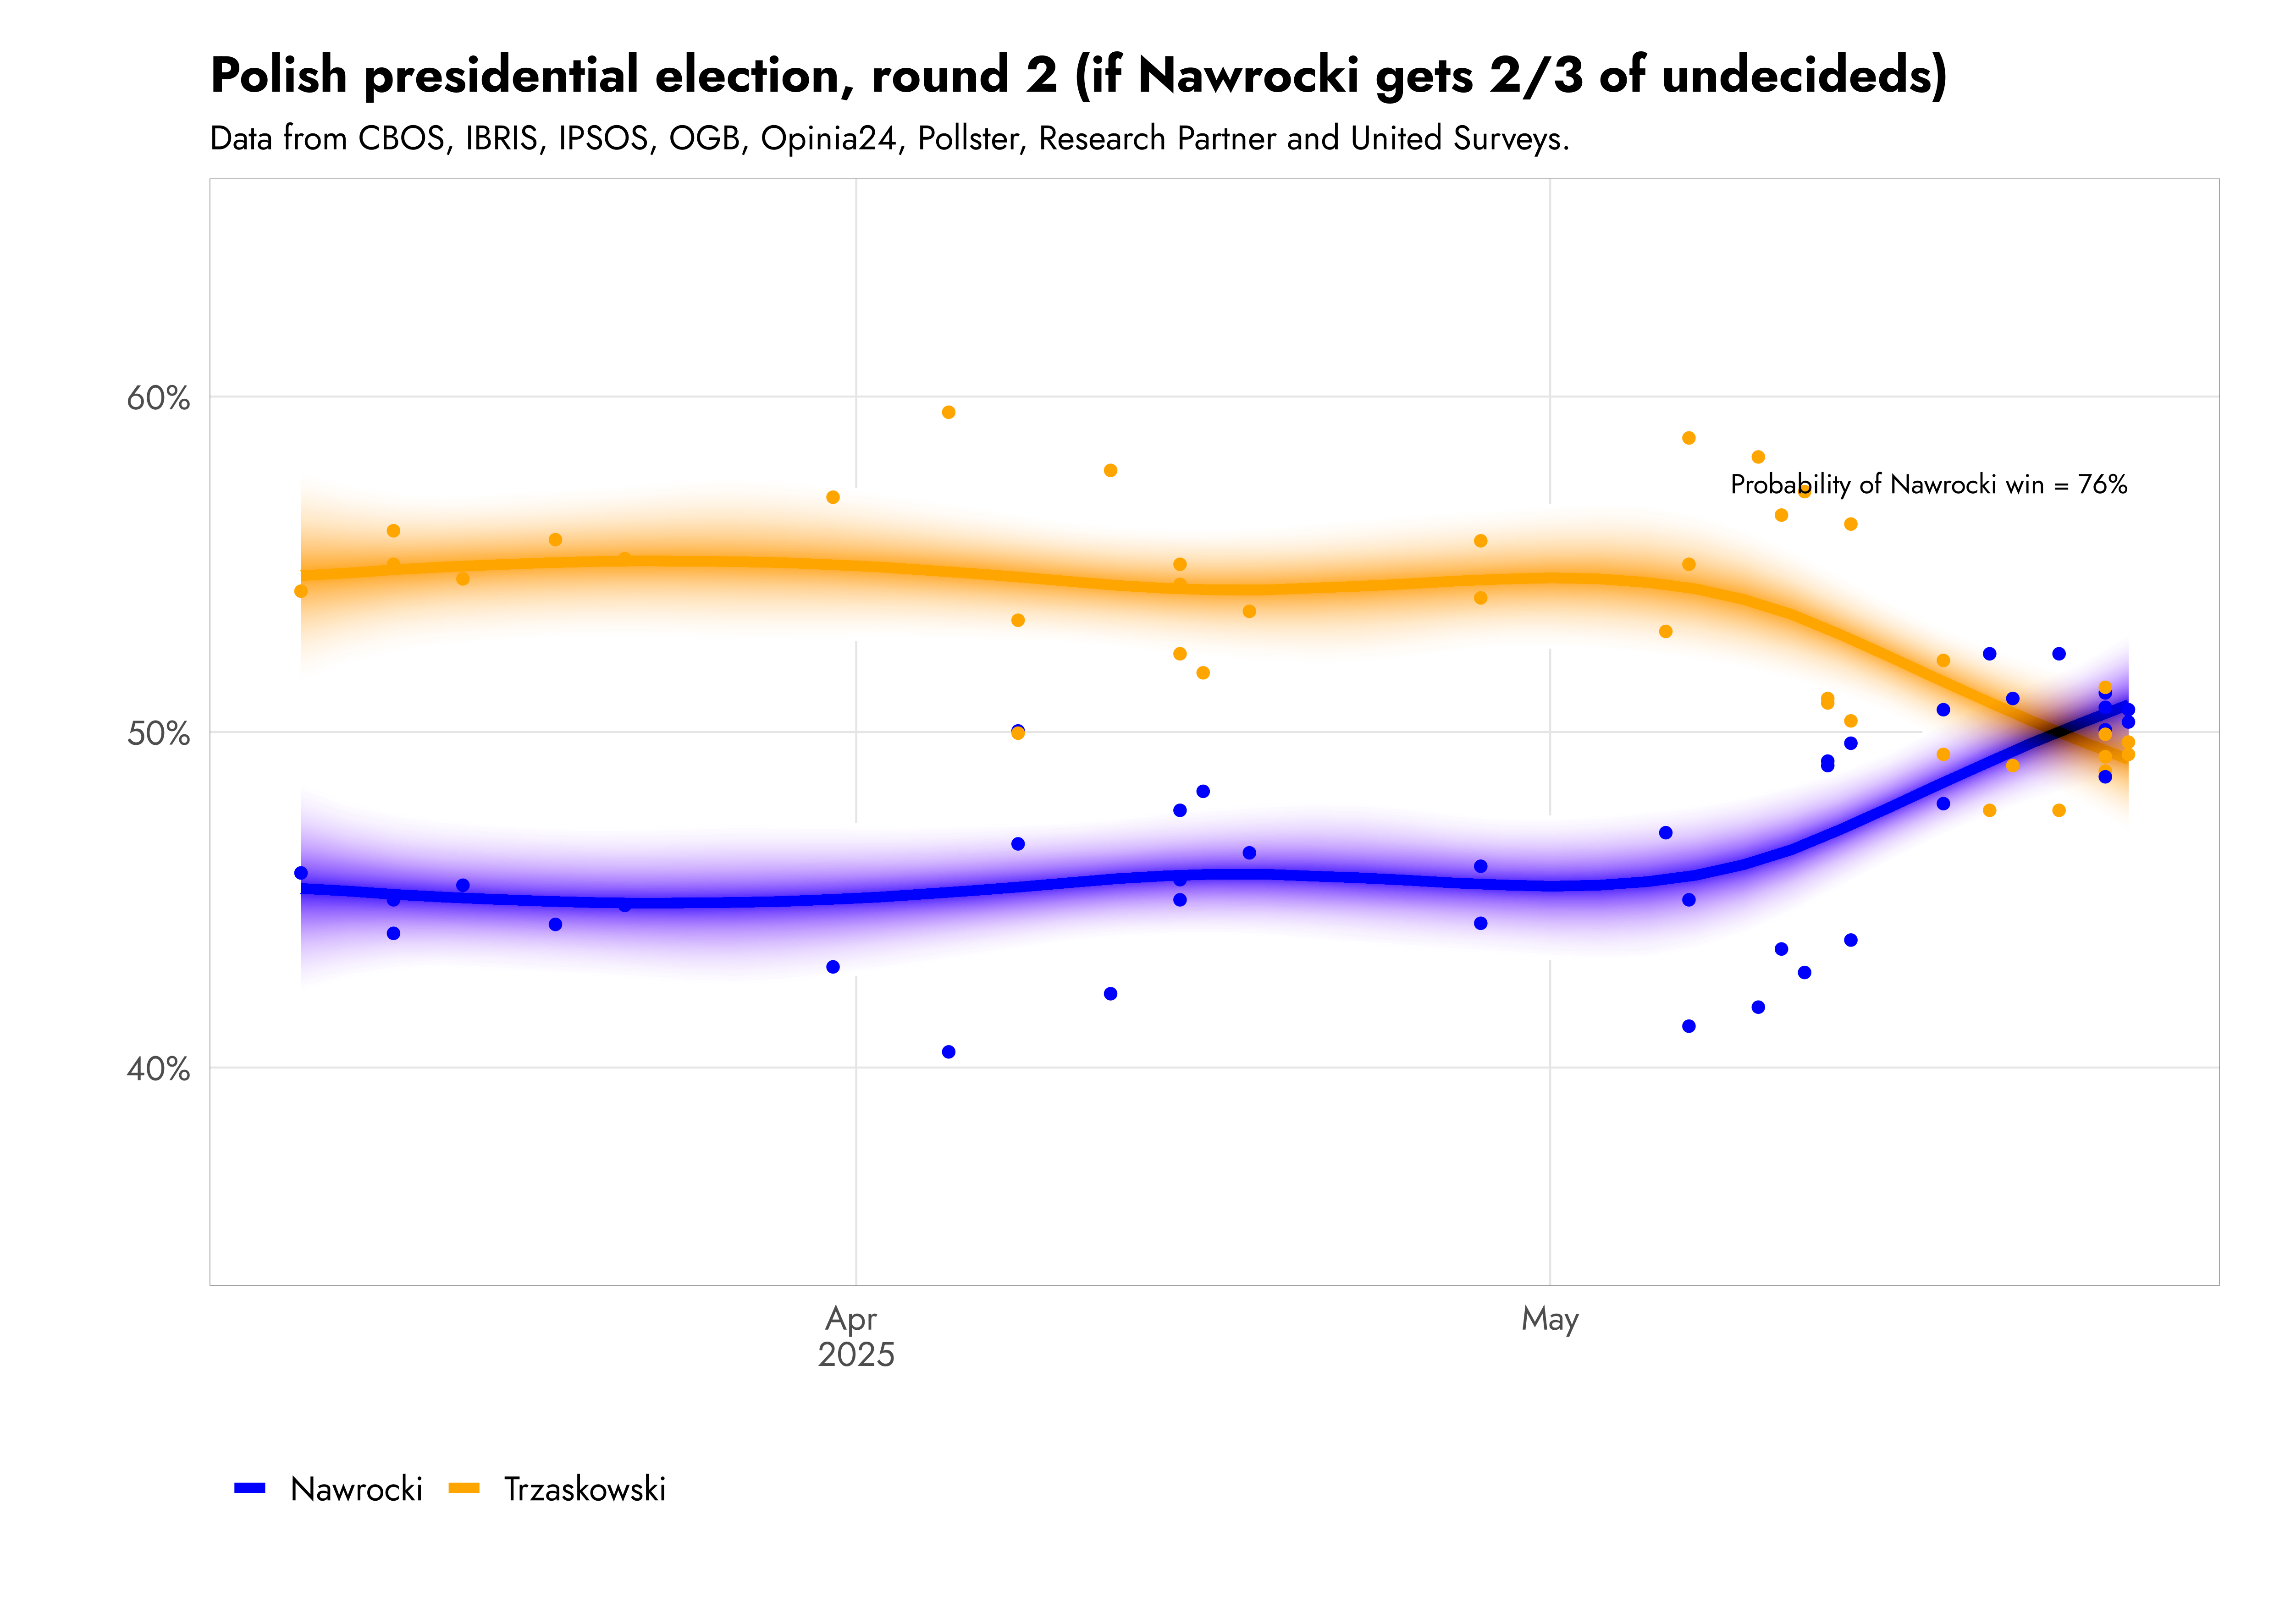 Polish presidential election, round 2 (if Nawrocki gets 2/3 of undecideds)
Data from CBOS, IBRIS, IPSOS, OGB, Opinia24, Pollster, Research Partner and United Surveys.
60%
Probability of Nawrocki win = 76%
50%
40%
Apr
2025
May
Nawrocki
Trzaskowski